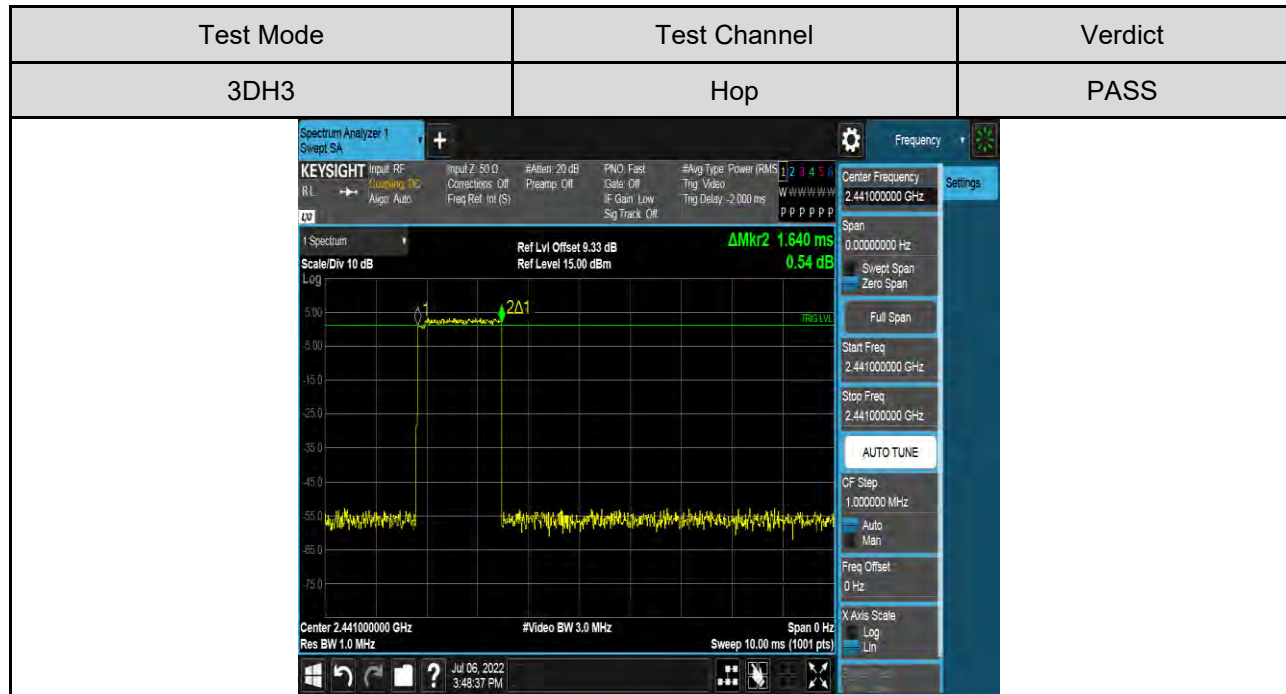 Test Mode Test Channel Verdict
3DH3 Hop PASS
Spectrum Analyzer 1
Swept SA
+
Frequency
KEYSIGHT Input: RF Input Z: 50 Ω #Atten: 20 dB PNO: Fast #Avg Type: Power (RMS 1 2 3 4 5 6
RL Coupling: DC Corrections: Off Preamp: Off Gate: Off Trig: Video W W W W W W
Align: Auto Freq Ref: Int (S) IF Gain: Low Trig Delay: -2.000 ms
Sig Track: Off P P P P P P
Center Frequency
2.441000000 GHz
Settings
1 Spectrum
Ref Lvl Offset 9.33 dB ΔMkr2 1.640 ms
Scale/Div 10 dB Ref Level 15.00 dBm 0.54 dB
Log
5.00
1
2Δ1
TRIG LVL
-5.00
-15.0
-25.0
-35.0
-45.0
-55.0
-65.0
-75.0
Center 2.441000000 GHz #Video BW 3.0 MHz Span 0 Hz
Res BW 1.0 MHz Sweep 10.00 ms (1001 pts)
Span
0.00000000 Hz
Swept Span
Zero Span
Full Span
Start Freq
2.441000000 GHz
Stop Freq
2.441000000 GHz
AUTO TUNE
CF Step
1.000000 MHz
Auto
Man
Freq Offset
0 Hz
X Axis Scale
Log
Lin
?
Jul 06, 2022
3:48:37 PM